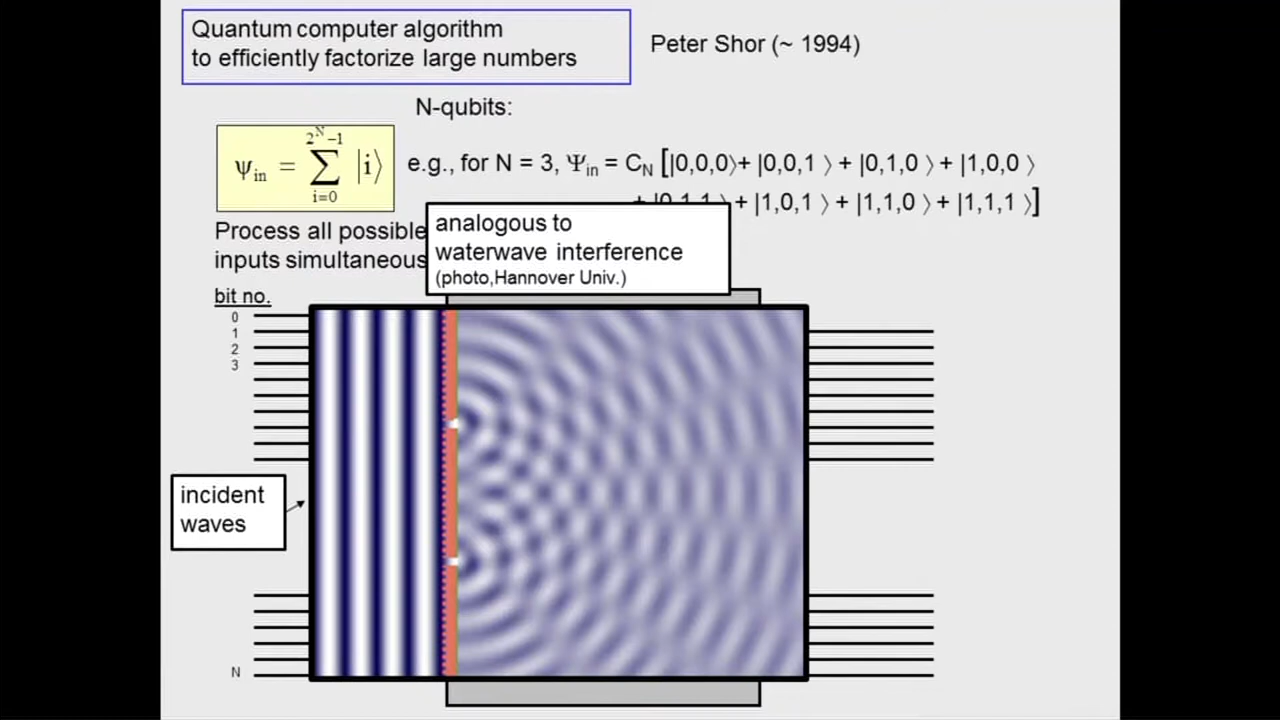 Quantum computer algorithm
to efficiently factorize large numbers
Peter Shor (~ 1994)
N-qubits:
ψin = ∑ i=0 2^N−1 |i⟩
e.g., for N = 3, Ψin = CN [|0,0,0⟩+ |0,0,1 ⟩ + |0,1,0 ⟩ + |1,0,0 ⟩
+ |0,1,1 ⟩ + |1,0,1 ⟩ + |1,1,0 ⟩ + |1,1,1 ⟩]
Process all possible
inputs simultaneous
analogous to
waterwave interference
(photo,Hannover Univ.)
bit no.
0
1
2
3
incident
waves
N